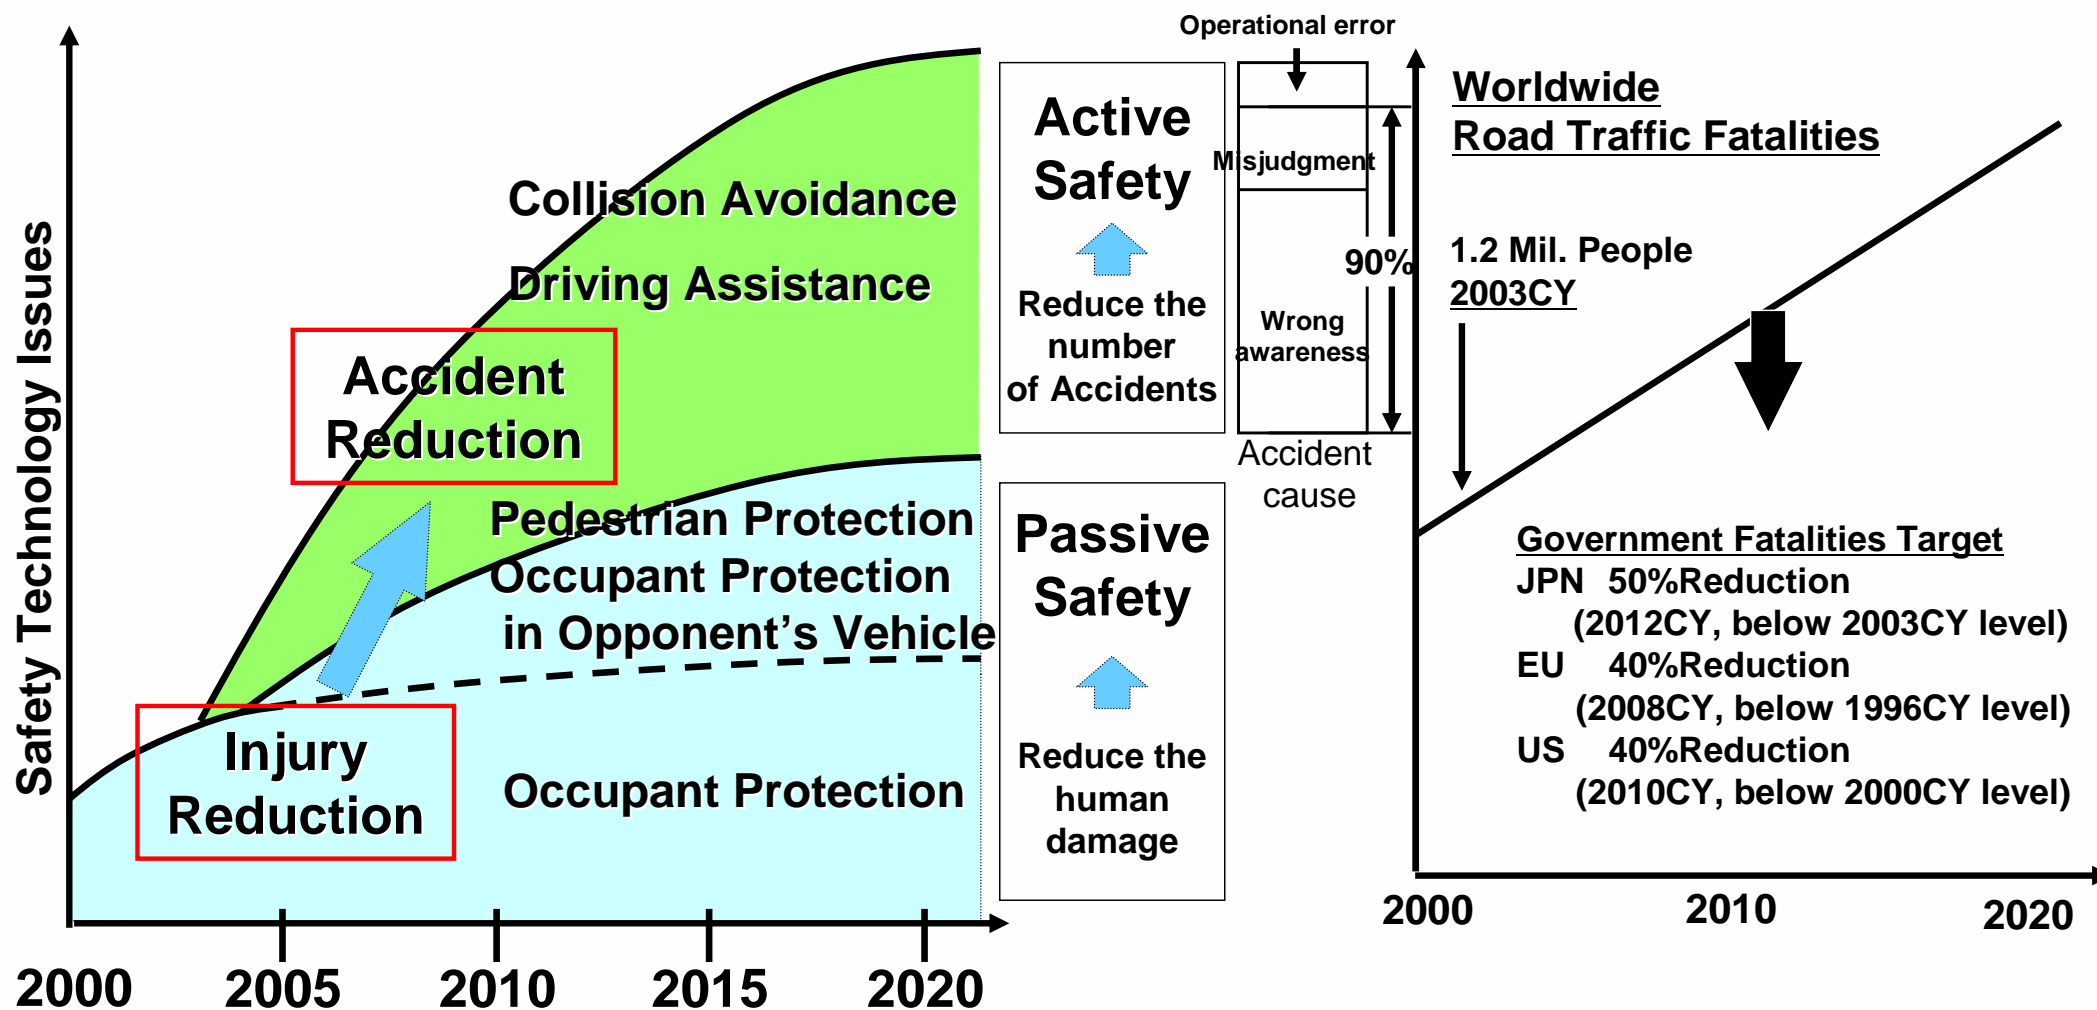 Safety Technology Issues
Collision Avoidance
Driving Assistance
Accident
Reduction
Pedestrian Protection
Occupant Protection
in Opponent’s Vehicle
Injury
Reduction
Occupant Protection
2000
2005
2010
2015
2020
Active
Safety
Reduce the
number
of Accidents
Passive
Safety
Reduce the
human
damage
Operational error
Misjudgment
Wrong
awareness
90%
Accident
cause
Worldwide
Road Traffic Fatalities
1.2 Mil. People
2003CY
Government Fatalities Target
JPN 50%Reduction
(2012CY, below 2003CY level)
EU 40%Reduction
(2008CY, below 1996CY level)
US 40%Reduction
(2010CY, below 2000CY level)
2000
2010
2020